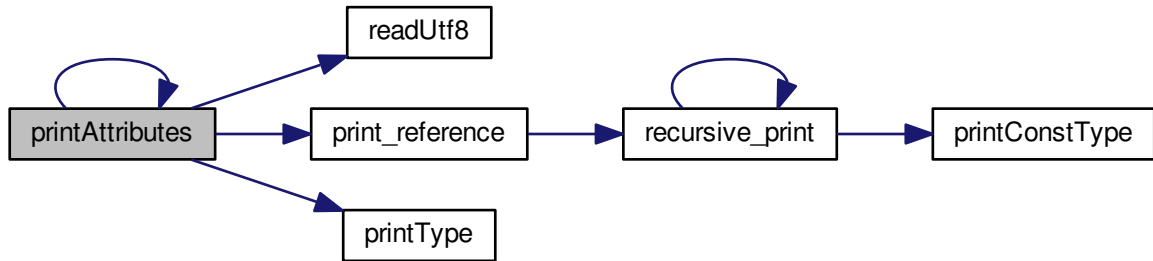 readUtf8
printAttributes
print_reference
recursive_print
printConstType
printType